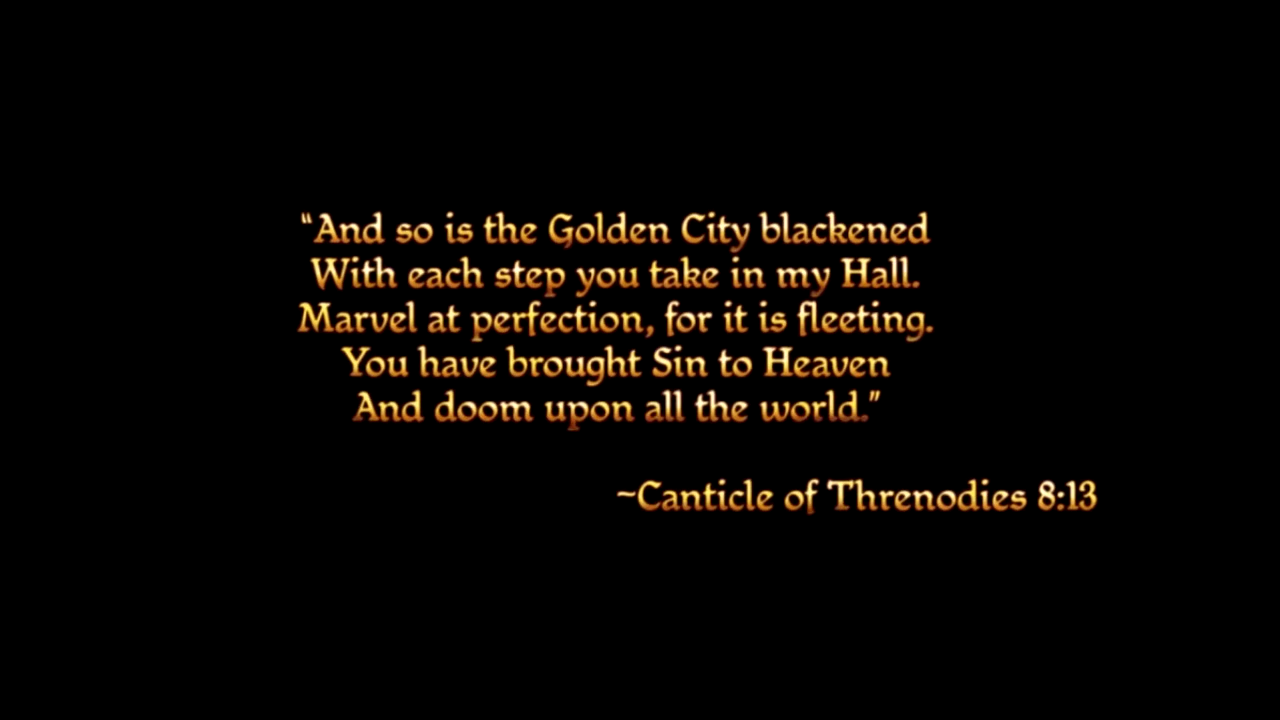 “And so is the Golden City blackened
With each step you take in my Hall.
Marvel at perfection, for it is fleeting.
You have brought Sin to Heaven
And doom upon all the world.”
~Canticle of Threnodies 8:13